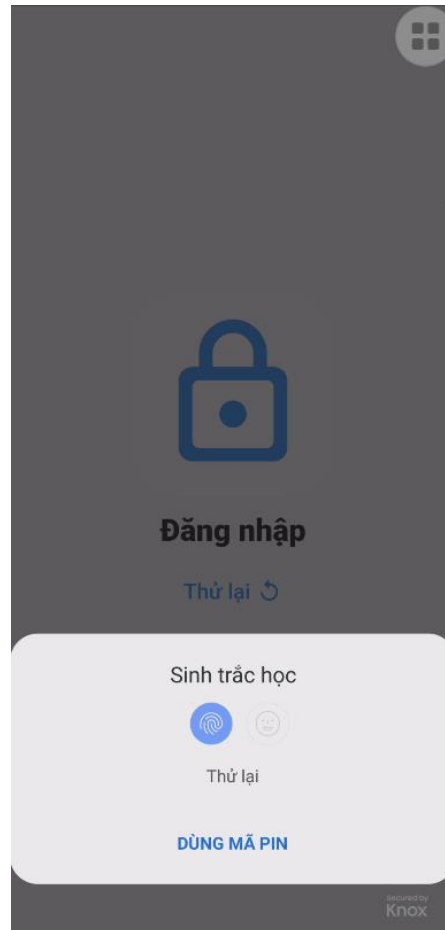 Đăng nhập
Thử lại
Sinh trắc học
Thử lại
DÙNG MÃ PIN
Secured by
Knox